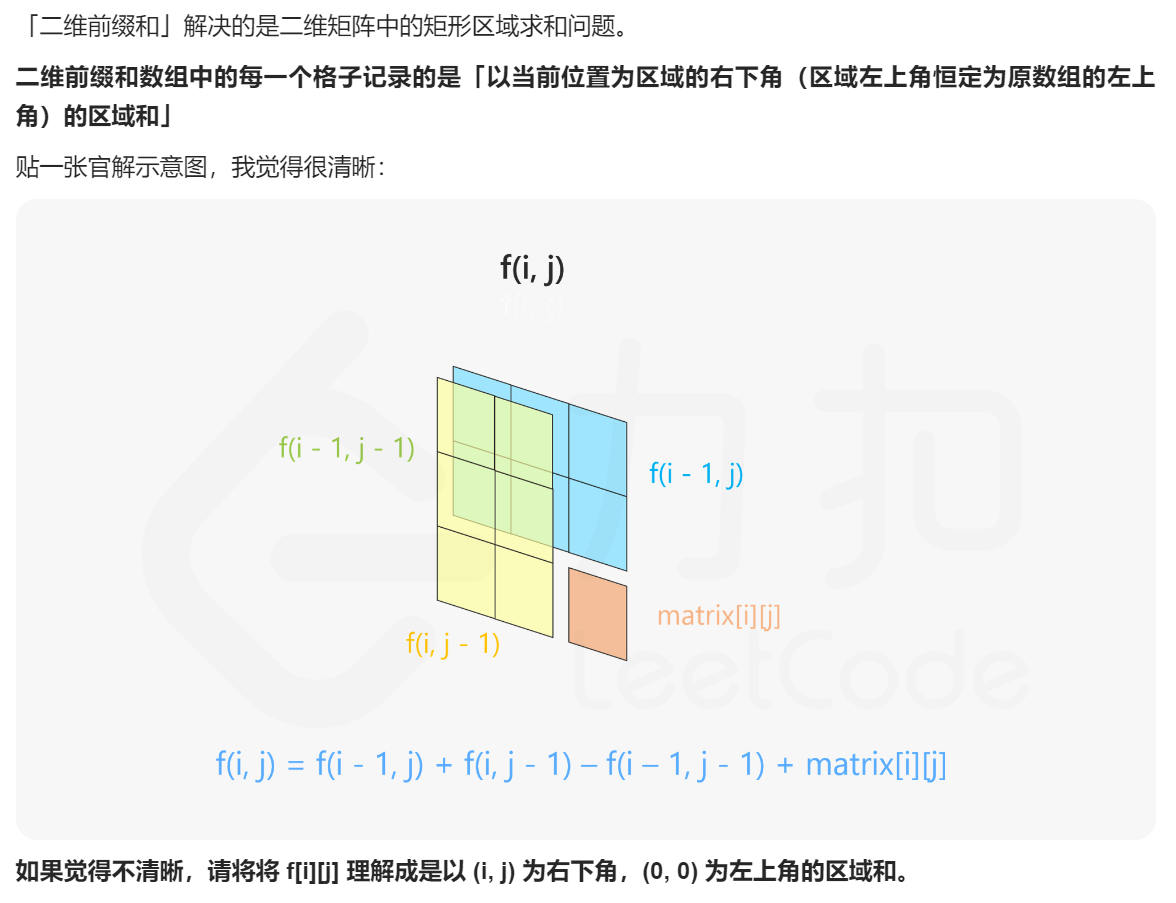 「二维前缀和」解决的是二维矩阵中的矩形区域求和问题。
二维前缀和数组中的每一个格子记录的是「以当前位置为区域的右下角（区域左上角恒定为原数组的左上
角）的区域和」
贴一张官解示意图，我觉得很清晰：
f(i, j)
f(i, j)
f(i - 1, j - 1)
f(i - 1, j)
matrix[i][j]
f(i, j - 1)
力扣
LeetCode
f(i, j) = f(i - 1, j) + f(i, j - 1) – f(i – 1, j - 1) + matrix[i][j]
如果觉得不清晰，请将将 f[i][j] 理解成是以 (i, j) 为右下角，(0, 0) 为左上角的区域和。